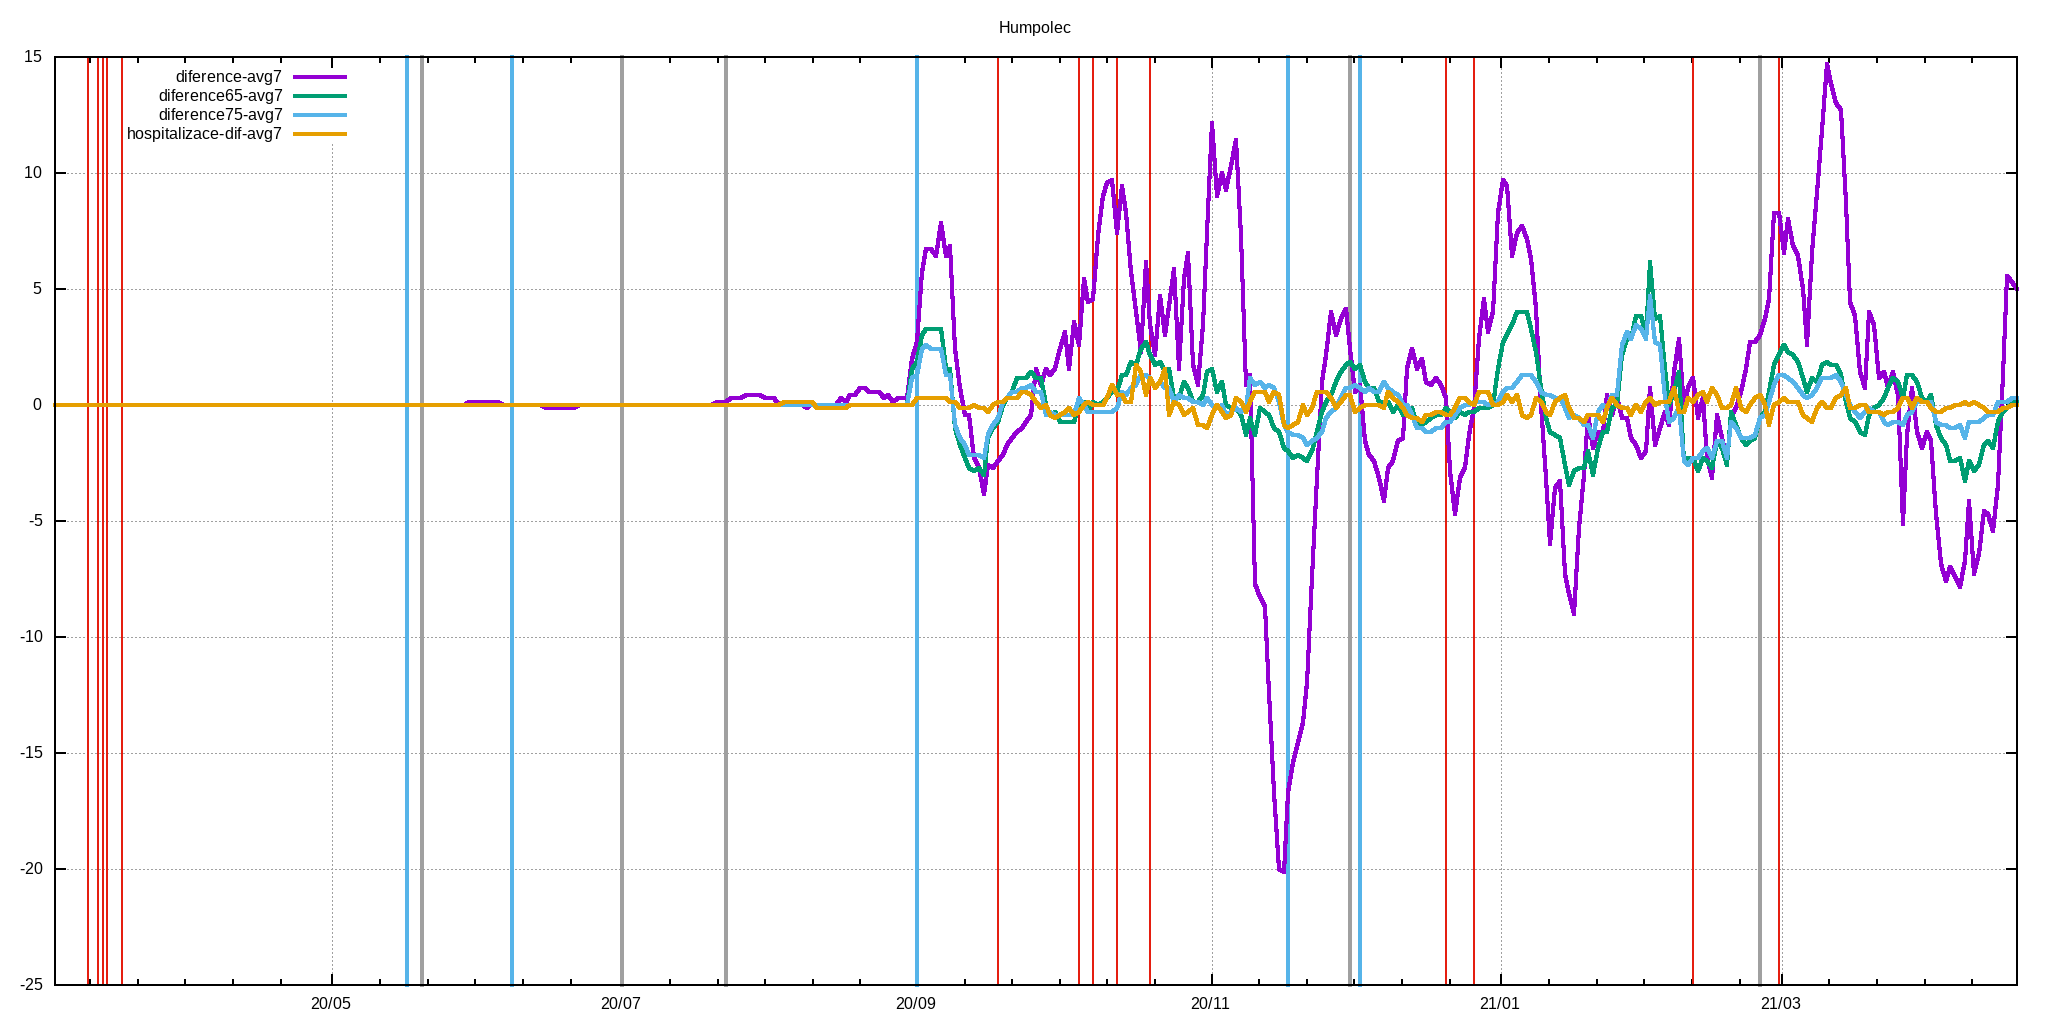 Humpolec
15
diference-avg7
diference65-avg7
diference75-avg7
hospitalizace-dif-avg7
10
5
0
-5
-10
-15
-20
-25
20/05 20/07 20/09 20/11 21/01 21/03